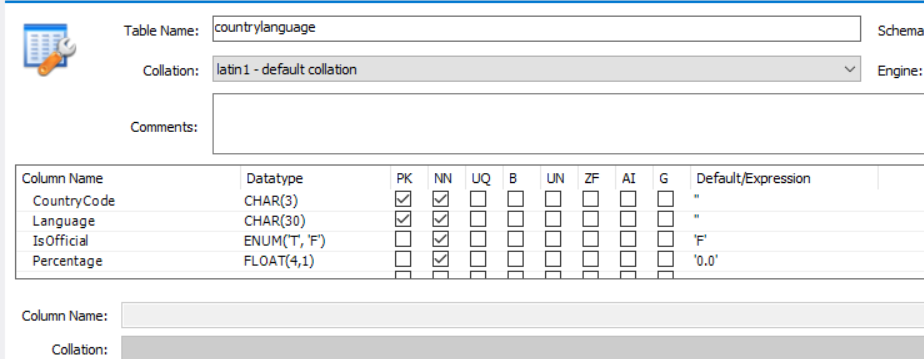 Table Name: countrylanguage Schema
Collation: latin1 - default collation Engine:
Comments:
Column Name Datatype PK NN UQ B UN ZF AI G Default/Expression
CountryCode CHAR(3) ''
Language CHAR(30) ''
IsOfficial ENUM('T', 'F') 'F'
Percentage FLOAT(4,1) '0.0'
Column Name:
Collation: